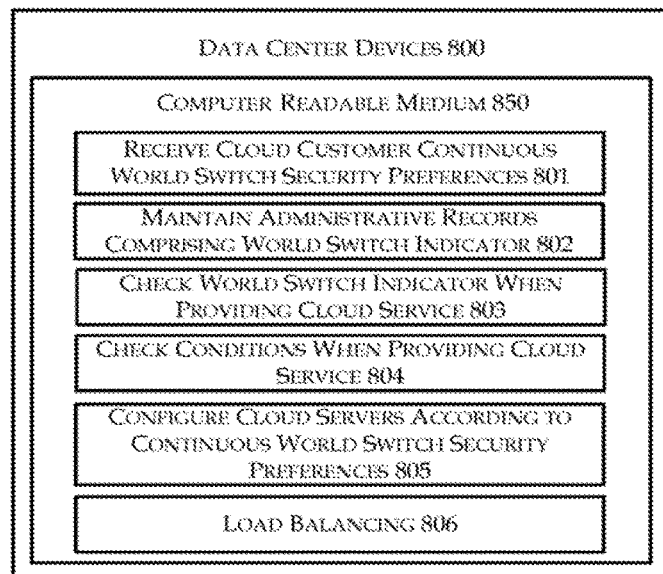 DATA CENTER DEVICES 800
COMPUTER READABLE MEDIUM 850
RECEIVE CLOUD CUSTOMER CONTINUOUS
WORLD SWITCH SECURITY PREFERENCES 801
MAINTAIN ADMINISTRATIVE RECORDS
COMPRISING WORLD SWITCH INDICATOR 802
CHECK WORLD SWITCH INDICATOR WHEN
PROVIDING CLOUD SERVICE 803
CHECK CONDITIONS WHEN PROVIDING CLOUD
SERVICE 804
CONFIGURE CLOUD SERVERS ACCORDING TO
CONTINUOUS WORLD SWITCH SECURITY
PREFERENCES 805
LOAD BALANCING 806